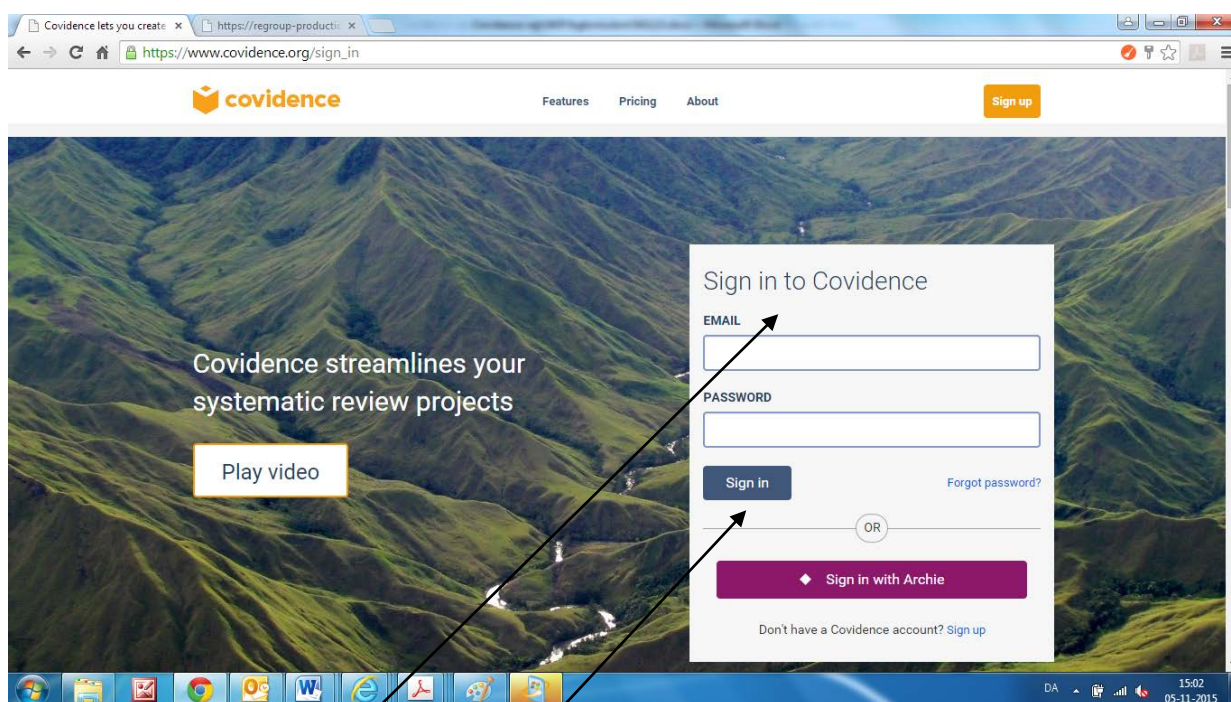 Covidence lets you create
https://regroup-productio
https://www.covidence.org/sign_in
covidence
Features Pricing About
Sign up
Sign in to Covidence
EMAIL
Covidence streamlines your
systematic review projects
PASSWORD
Play video
Sign in
Forgot password?
OR
Sign in with Archie
Don't have a Covidence account? Sign up
DA
15:02
05-11-2015